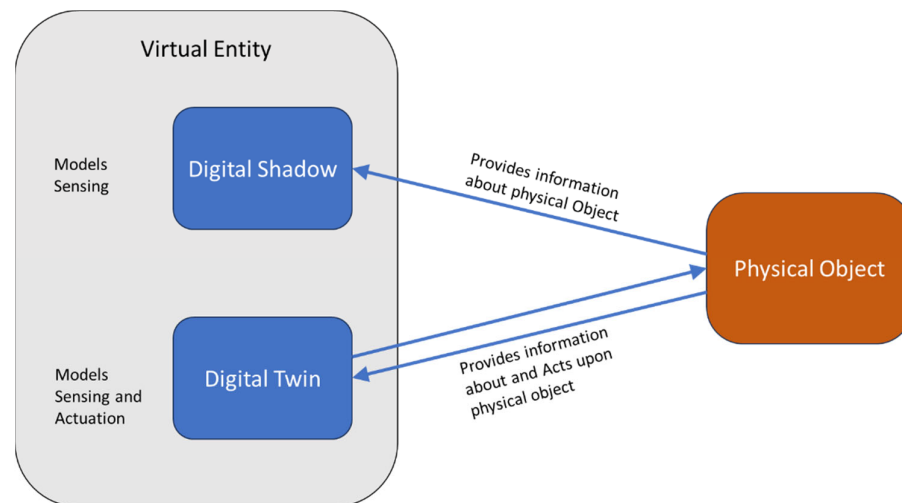 Virtual Entity
Models
Sensing
Digital Shadow
Provides information
about physical Object
Physical Object
Models
Sensing and
Actuation
Digital Twin
Provides information
about and Acts upon
physical object